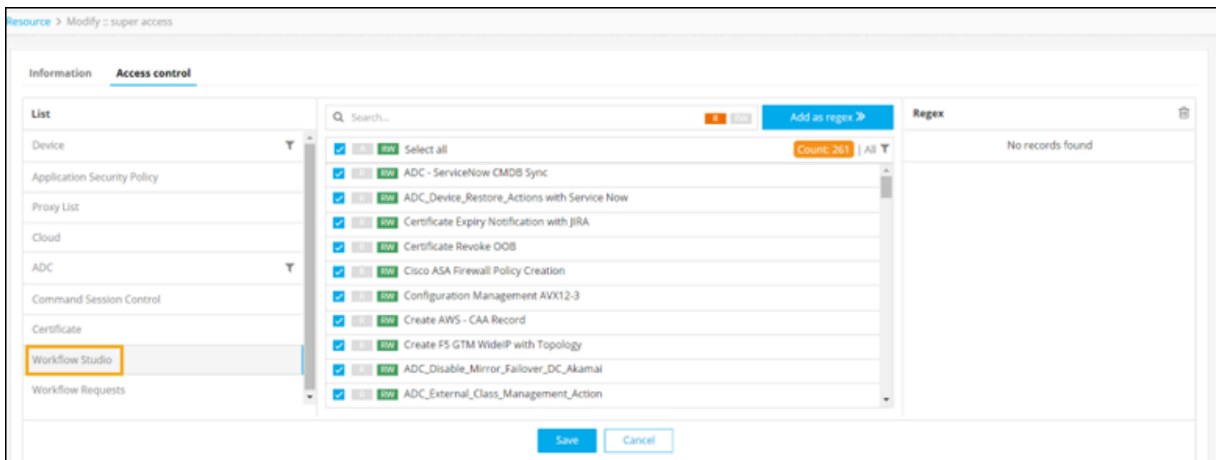 Resource > Modify :: super access
Information Access control
List
Device
Application Security Policy
Proxy List
Cloud
ADC
Command Session Control
Certificate
Workflow Studio
Workflow Requests
Search... R RW Add as regex »
R RW Select all Count: 261 | All
R RW ADC - ServiceNow CMDB Sync
R RW ADC_Device_Restore_Actions with Service Now
R RW Certificate Expiry Notification with JIRA
R RW Certificate Revoke OOB
R RW Cisco ASA Firewall Policy Creation
R RW Configuration Management AVX12-3
R RW Create AWS - CAA Record
R RW Create F5 GTM WideIP with Topology
R RW ADC_Disable_Mirror_Failover_DC_Akamai
R RW ADC_External_Class_Management_Action
Regex
No records found
Save Cancel